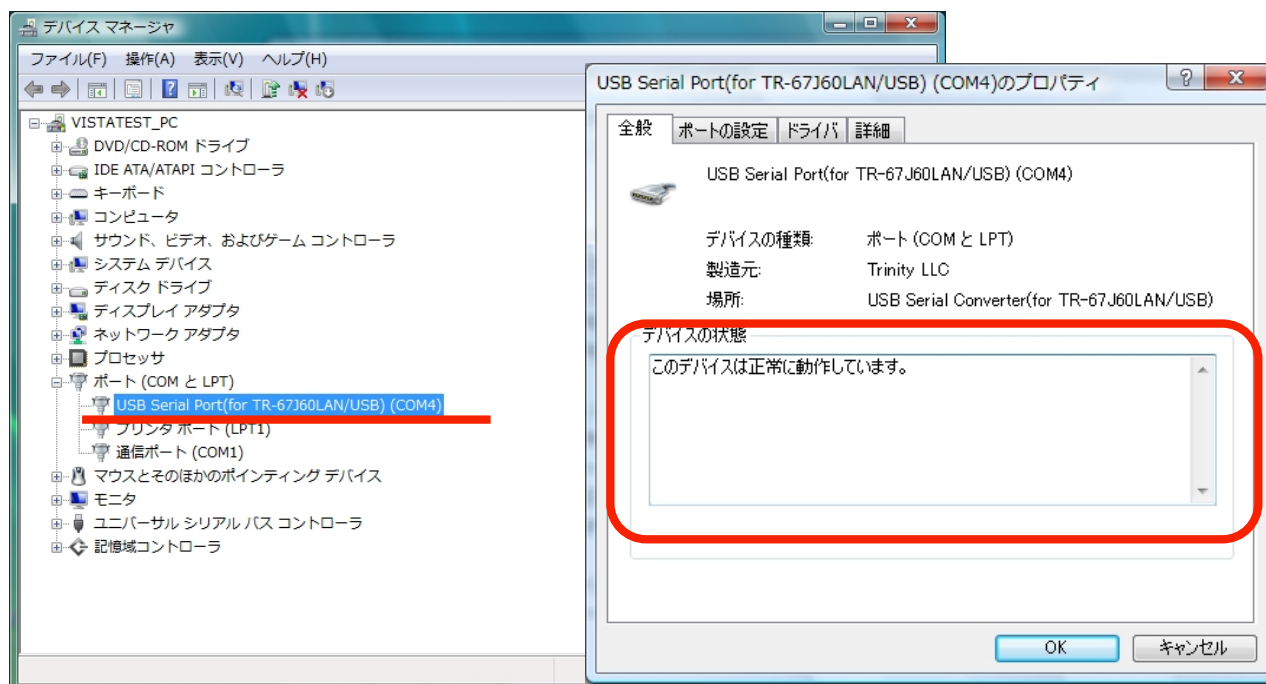 デバイス マネージャ
ファイル(F) 操作(A) 表示(V) ヘルプ(H)
VISTATEST_PC
DVD/CD-ROM ドライブ
IDE ATA/ATAPI コントローラ
キーボード
コンピュータ
サウンド、ビデオ、およびゲーム コントローラ
システム デバイス
ディスク ドライブ
ディスプレイ アダプタ
ネットワーク アダプタ
プロセッサ
ポート (COM と LPT)
USB Serial Port(for TR-67J60LAN/USB) (COM4)
プリンタ ポート (LPT1)
通信ポート (COM1)
マウスとそのほかのポインティング デバイス
モニタ
ユニバーサル シリアル バス コントローラ
記憶域コントローラ
USB Serial Port(for TR-67J60LAN/USB) (COM4)のプロパティ
全般 ポートの設定 ドライバ 詳細
USB Serial Port(for TR-67J60LAN/USB) (COM4)
デバイスの種類: ポート (COM と LPT)
製造元: Trinity LLC
場所: USB Serial Converter(for TR-67J60LAN/USB)
デバイスの状態
このデバイスは正常に動作しています。
OK キャンセル